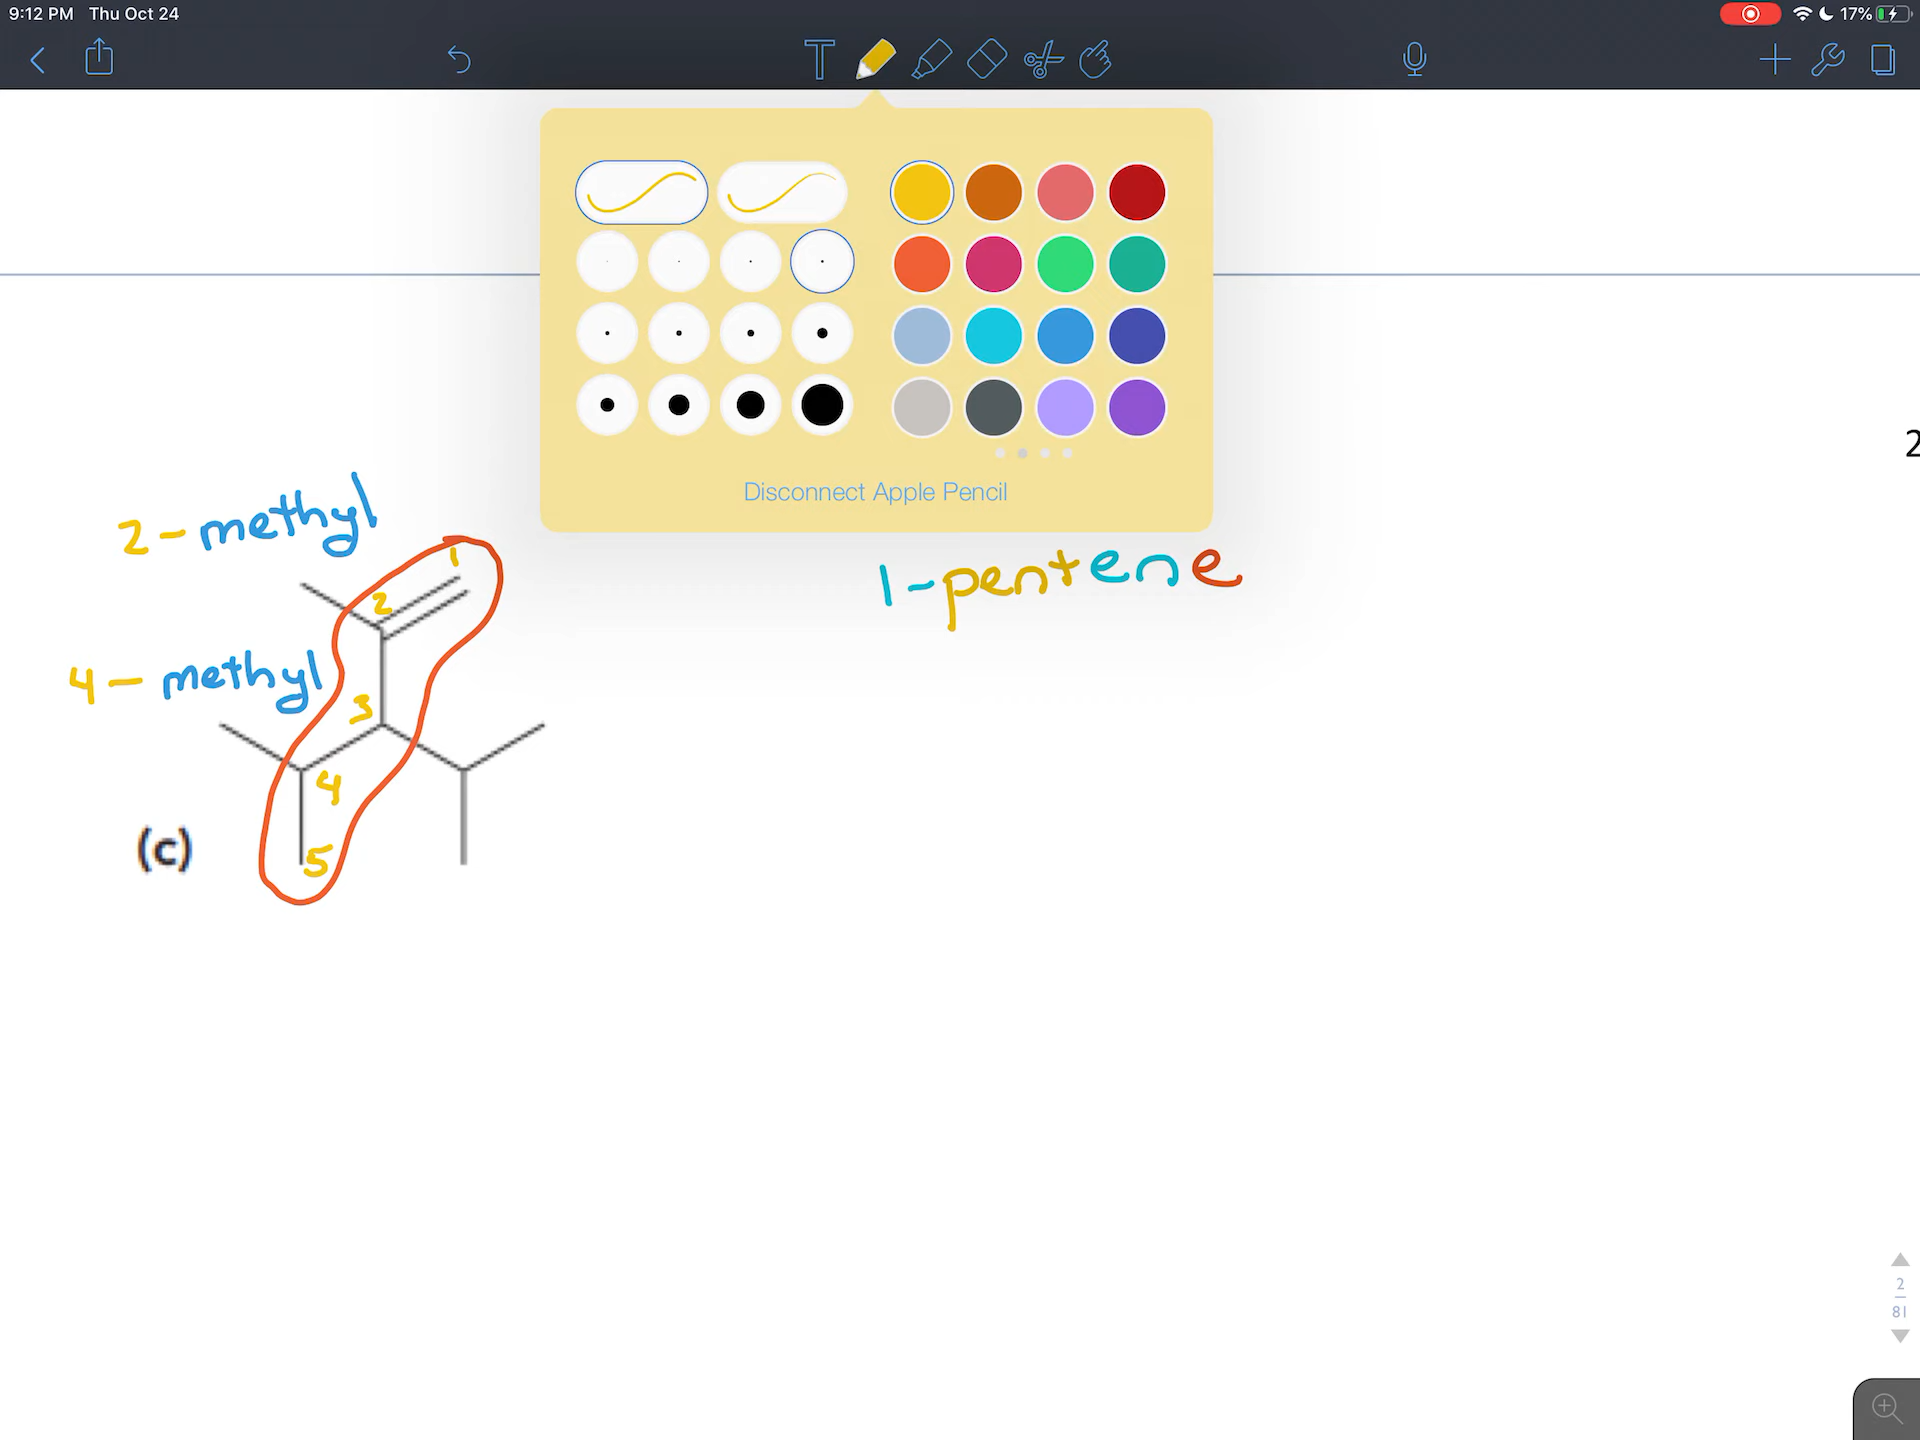 9:12 PM Thu Oct 24
17%
T
Disconnect Apple Pencil
2
2-methyl
1
1-pentene
2
4-methyl
3
4
(c)
5
2
81